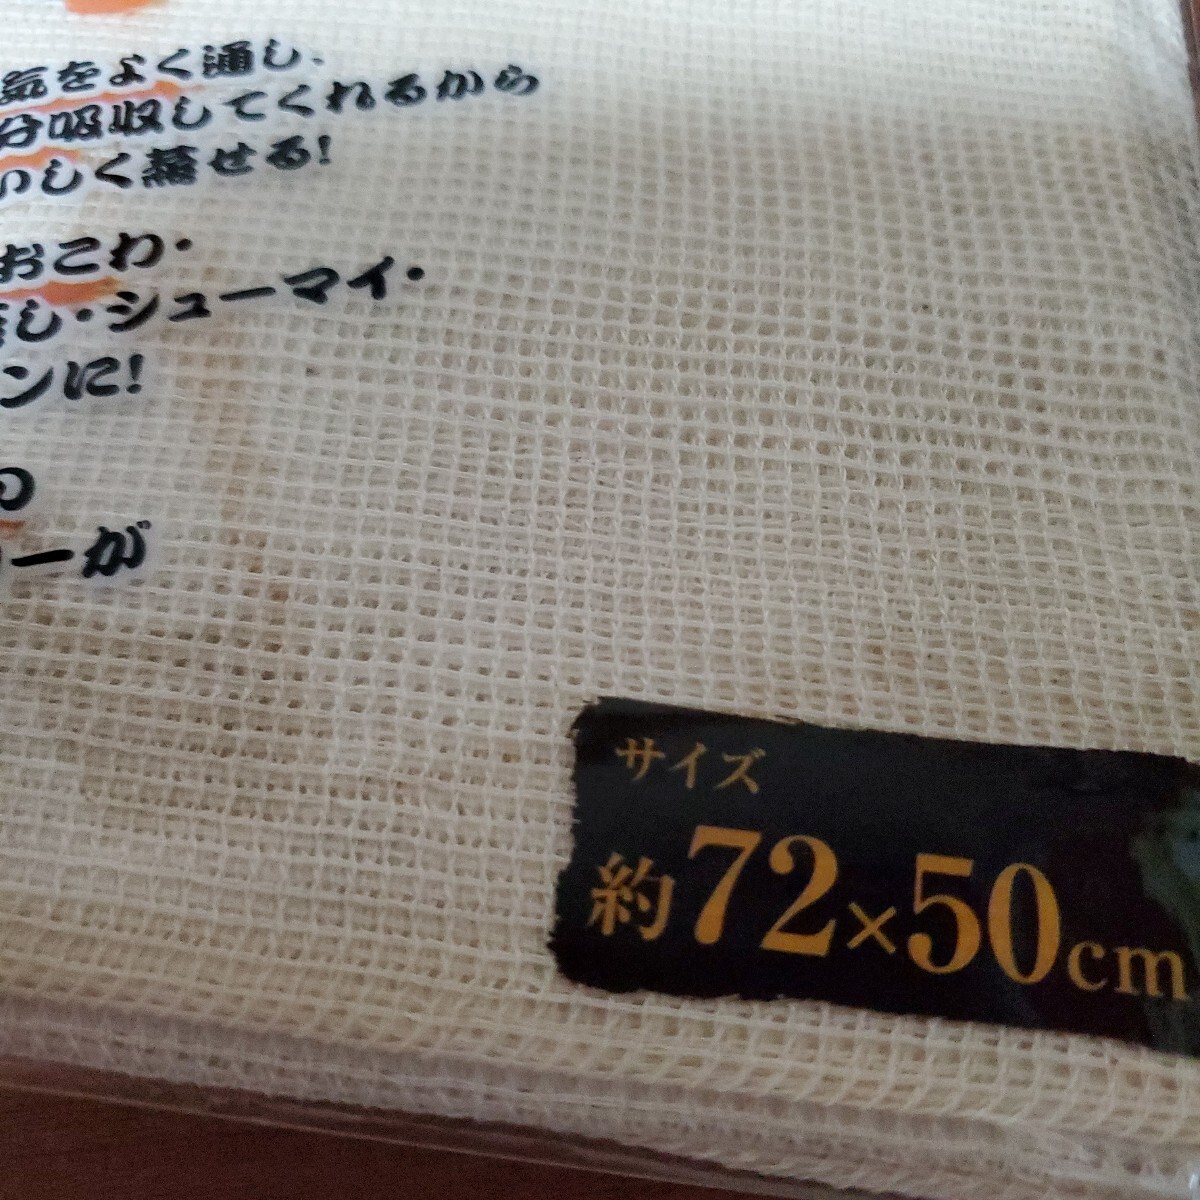 気をよく通し、
分吸収してくれるから
いしく蒸せる!
おこわ・
蒸し・シューマイ・
ンに!
の
ーが
サイズ
約72×50cm